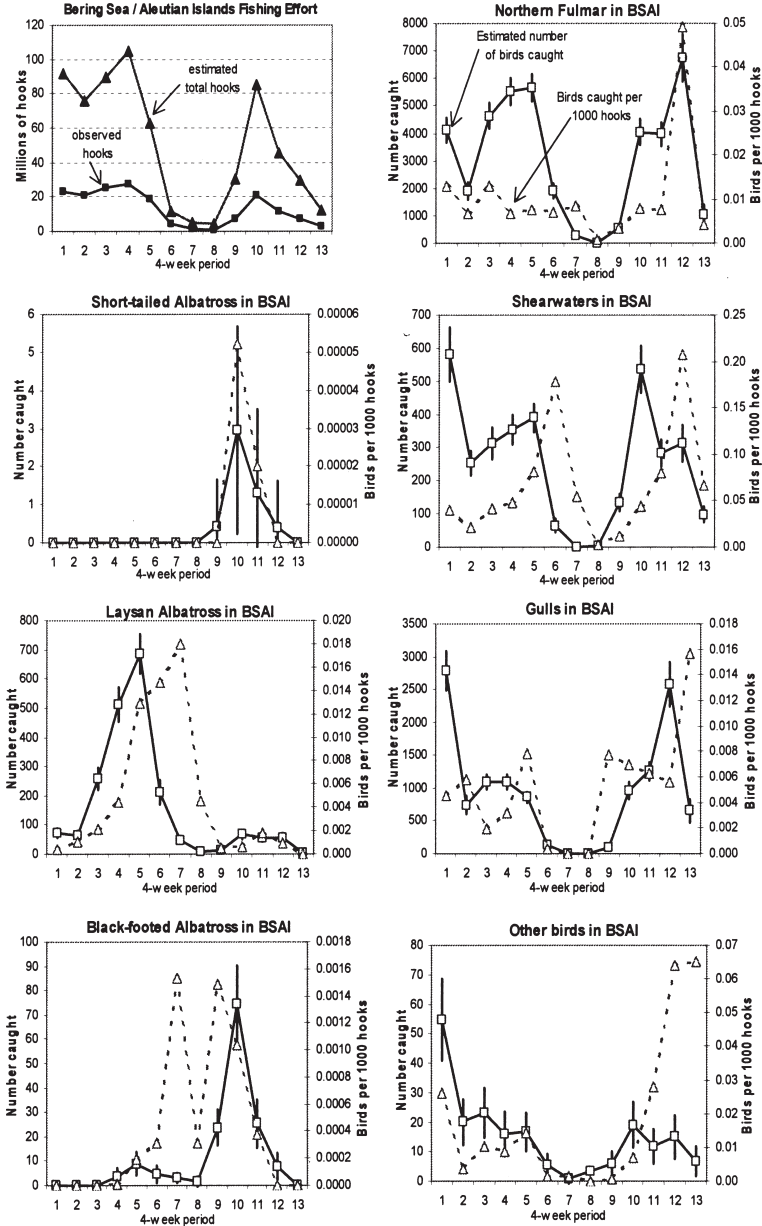 Bering Sea / Aleutian Islands Fishing Effort
Millions of hooks
120
100
80
60
40
20
0
estimated
total hooks
observed
hooks
1 2 3 4 5 6 7 8 9 10 11 12 13
4-week period
Northern Fulmar in BSAI
Number caught
8000
7000
6000
5000
4000
3000
2000
1000
0
Estimated number
of birds caught
Birds caught per
1000 hooks
0.05
0.04
0.03
0.02
0.01
0.00
Birds per 1000 hooks
1 2 3 4 5 6 7 8 9 10 11 12 13
4-week period
Short-tailed Albatross in BSAI
Number caught
6
5
4
3
2
1
0
0.00006
0.00005
0.00004
0.00003
0.00002
0.00001
0.00000
Birds per 1000 hooks
1 2 3 4 5 6 7 8 9 10 11 12 13
4-week period
Shearwaters in BSAI
Number caught
700
600
500
400
300
200
100
0
0.25
0.20
0.15
0.10
0.05
0.00
Birds per 1000 hooks
1 2 3 4 5 6 7 8 9 10 11 12 13
4-week period
Laysan Albatross in BSAI
Number caught
800
700
600
500
400
300
200
100
0
0.020
0.018
0.016
0.014
0.012
0.010
0.008
0.006
0.004
0.002
0.000
Birds per 1000 hooks
1 2 3 4 5 6 7 8 9 10 11 12 13
4-week period
Gulls in BSAI
Number caught
3500
3000
2500
2000
1500
1000
500
0
0.018
0.016
0.014
0.012
0.010
0.008
0.006
0.004
0.002
0.000
Birds per 1000 hooks
1 2 3 4 5 6 7 8 9 10 11 12 13
4-week period
Black-footed Albatross in BSAI
Number caught
100
90
80
70
60
50
40
30
20
10
0
0.0018
0.0016
0.0014
0.0012
0.0010
0.0008
0.0006
0.0004
0.0002
0.0000
Birds per 1000 hooks
1 2 3 4 5 6 7 8 9 10 11 12 13
4-week period
Other birds in BSAI
Number caught
80
70
60
50
40
30
20
10
0
0.07
0.06
0.05
0.04
0.03
0.02
0.01
0.00
Birds per 1000 hooks
1 2 3 4 5 6 7 8 9 10 11 12 13
4-week period